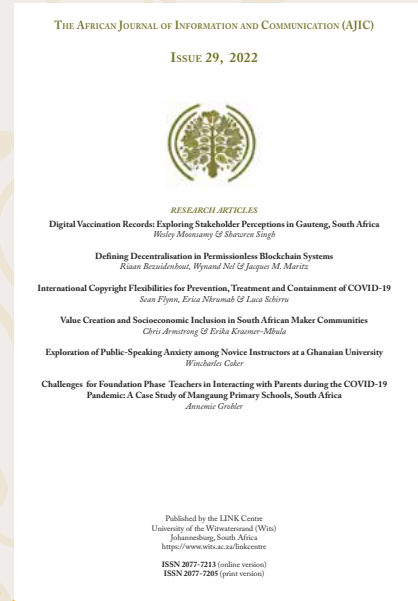 THE AFRICAN JOURNAL OF INFORMATION AND COMMUNICATION (AJIC)
ISSUE 29, 2022
RESEARCH ARTICLES
Digital Vaccination Records: Exploring Stakeholder Perceptions in Gauteng, South Africa
Wesley Moonsamy & Shawren Singh
Defining Decentralisation in Permissionless Blockchain Systems
Riaan Bezuidenhout, Wynand Nel & Jacques M. Maritz
International Copyright Flexibilities for Prevention, Treatment and Containment of COVID-19
Sean Flynn, Erica Nkrumah & Luca Schirru
Value Creation and Socioeconomic Inclusion in South African Maker Communities
Chris Armstrong & Erika Kraemer-Mbula
Exploration of Public-Speaking Anxiety among Novice Instructors at a Ghanaian University
Wincharles Coker
Challenges for Foundation Phase Teachers in Interacting with Parents during the COVID-19
Pandemic: A Case Study of Mangaung Primary Schools, South Africa
Annemie Grobler
Published by the LINK Centre
University of the Witwatersrand (Wits)
Johannesburg, South Africa
https://www.wits.ac.za/linkcentre
ISSN 2077-7213 (online version)
ISSN 2077-7205 (print version)